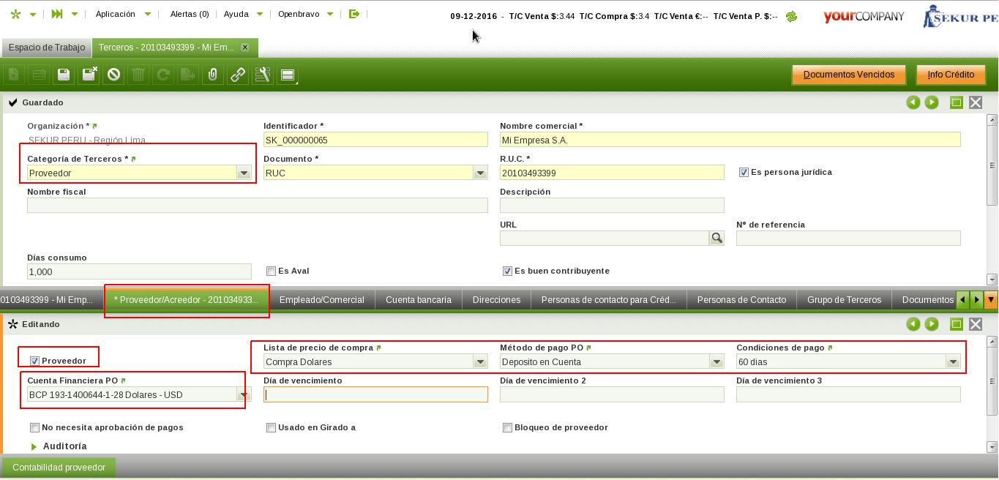 Aplicación Alertas (0) Ayuda Openbravo 09-12-2016 - T/C Venta $:3.44 T/C Compra $:3.4 T/C Venta €:-- T/C Venta P. $:-- yourCOMPANY SEKUR PE
Espacio de Trabajo Terceros - 20103493399 - Mi Em...
Documentos Vencidos Info Crédito
Guardado
Organización * Identificador * Nombre comercial *
SEKUR PERU - Región Lima SK_000000065 Mi Empresa S.A.
Categoría de Terceros * Documento * R.U.C. *
Proveedor RUC 20103493399 Es persona jurídica
Nombre fiscal Descripción
URL Nº de referencia
Días consumo
1,000 Es Aval Es buen contribuyente
0103493399 - Mi Emp... * Proveedor/Acreedor - 201034933... Empleado/Comercial Cuenta bancaria Direcciones Personas de contacto para Créd... Personas de Contacto Grupo de Terceros Documentos
Editando
Lista de precio de compra Método de pago PO Condiciones de pago
Proveedor Compra Dolares Deposito en Cuenta 60 dias
Cuenta Financiera PO Día de vencimiento Día de vencimiento 2 Día de vencimiento 3
BCP 193-1400644-1-28 Dolares - USD
No necesita aprobación de pagos Usado en Girado a Bloqueo de proveedor
Auditoría
Contabilidad proveedor